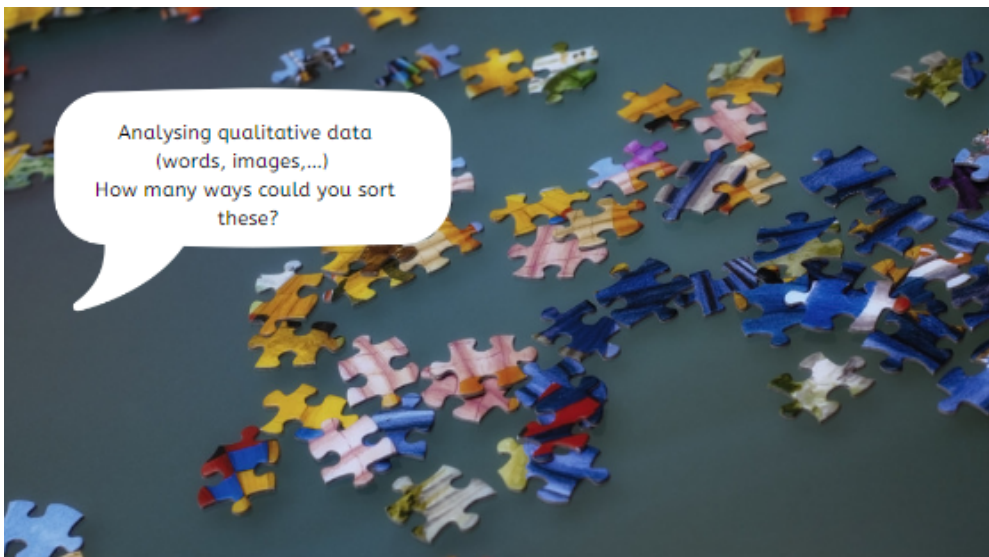 Analysing qualitative data
(words, images,...)
How many ways could you sort
these?